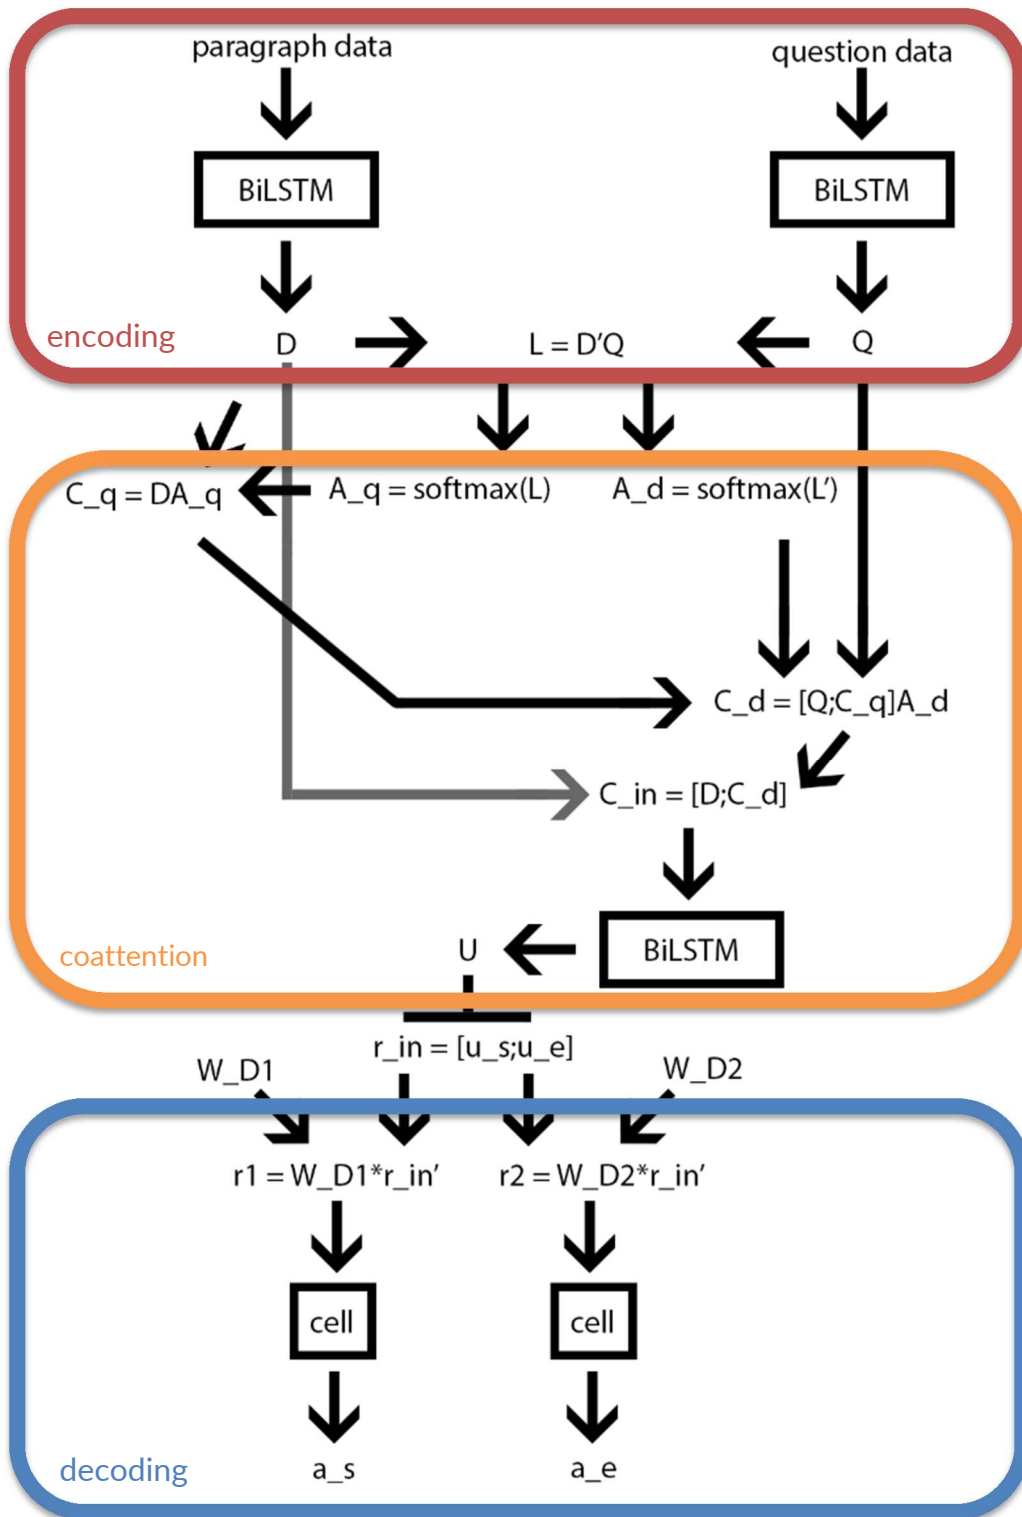 paragraph data
question data
BiLSTM
BiLSTM
encoding
D
L = D'Q
Q
C_q = DA_q
A_q = softmax(L)
A_d = softmax(L')
C_d = [Q;C_q]A_d
C_in = [D;C_d]
coattention
U
BiLSTM
r_in = [u_s;u_e]
W_D1
W_D2
r1 = W_D1*r_in'
r2 = W_D2*r_in'
cell
cell
decoding
a_s
a_e